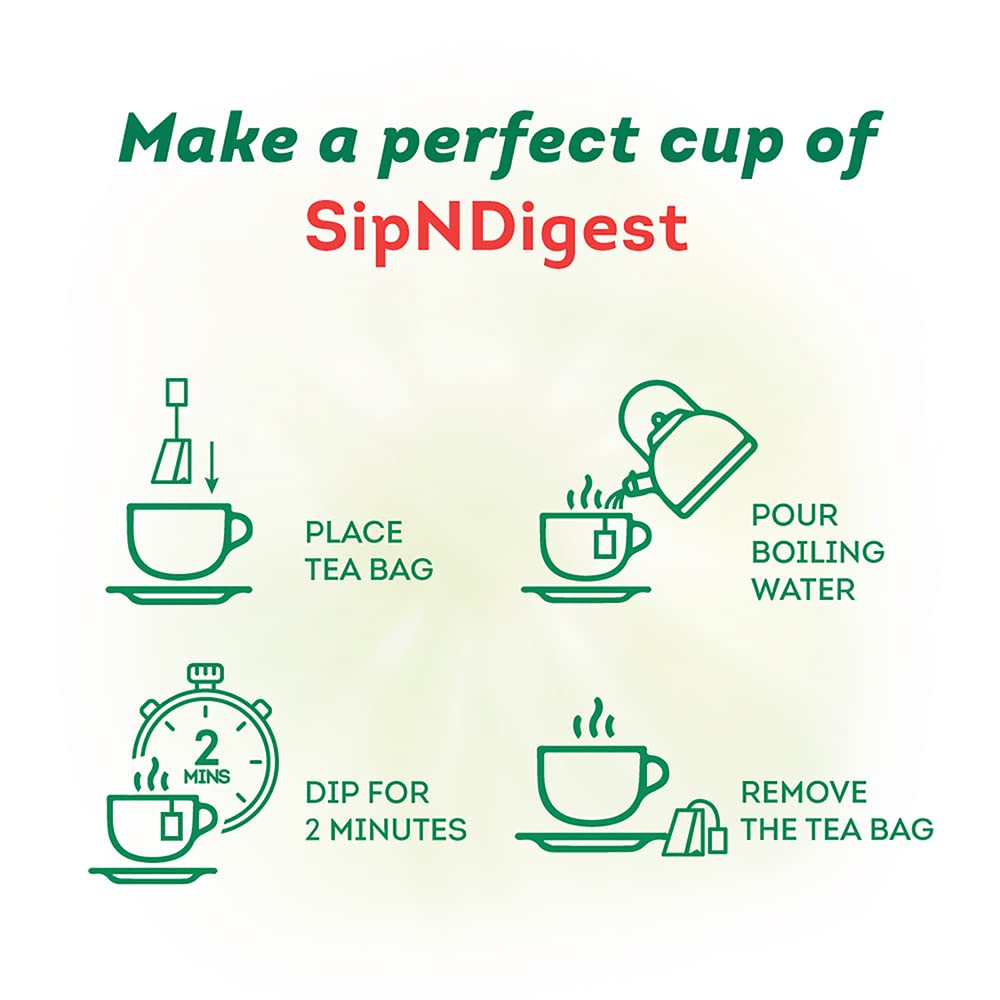 Make a perfect cup of
SipNDigest
PLACE
TEA BAG
POUR
BOILING
WATER
2
MINS
DIP FOR
2 MINUTES
REMOVE
THE TEA BAG